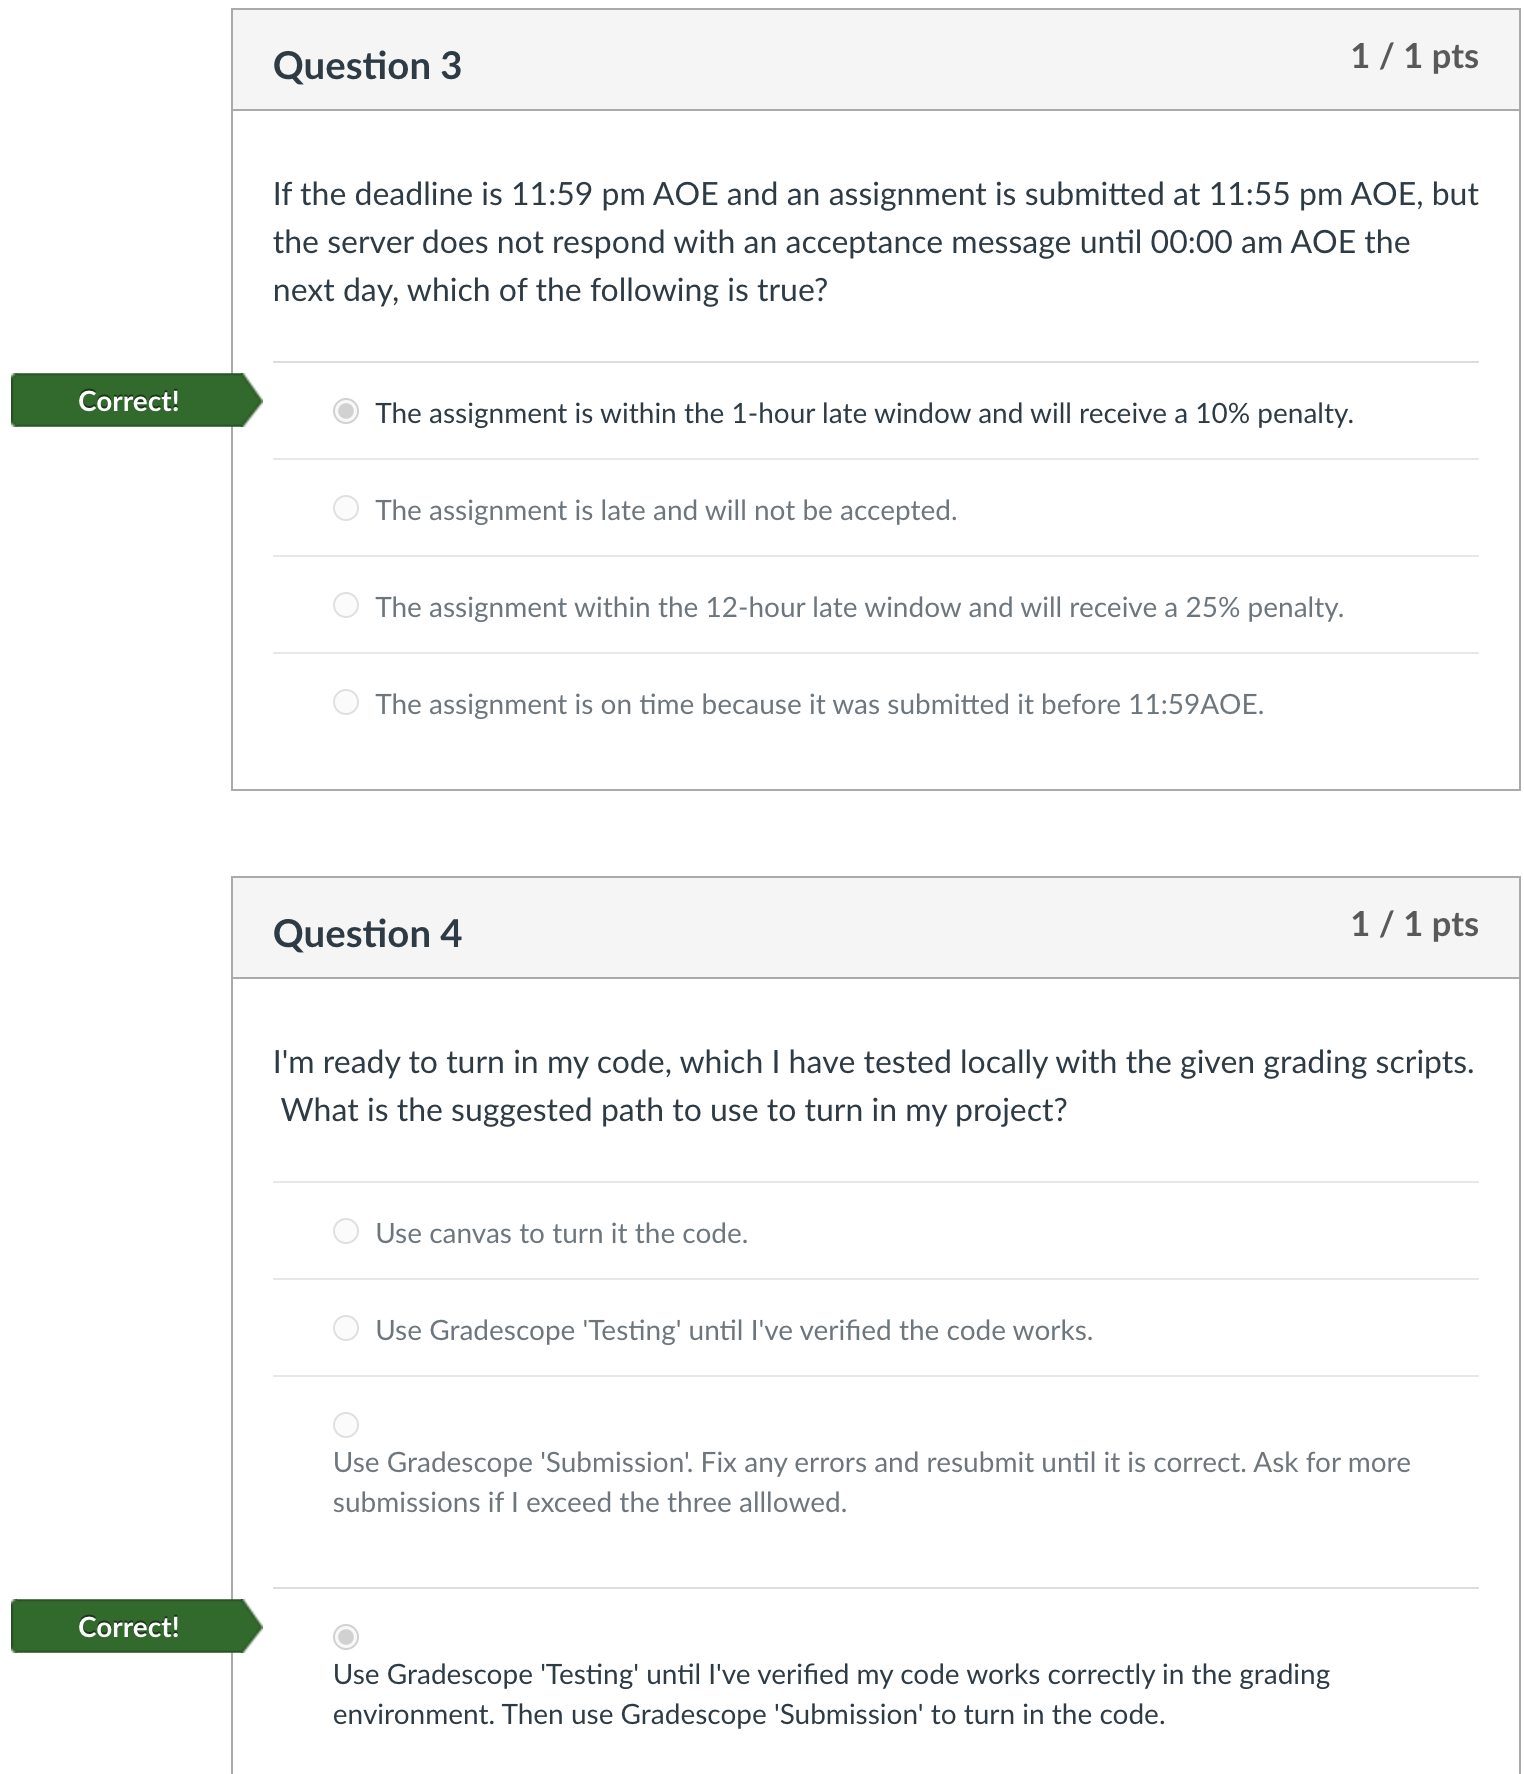 Question 3
1 / 1 pts
If the deadline is 11:59 pm AOE and an assignment is submitted at 11:55 pm AOE, but
the server does not respond with an acceptance message until 00:00 am AOE the
next day, which of the following is true?
Correct!
The assignment is within the 1-hour late window and will receive a 10% penalty.
The assignment is late and will not be accepted.
The assignment within the 12-hour late window and will receive a 25% penalty.
The assignment is on time because it was submitted it before 11:59AOE.
Question 4
1 / 1 pts
I'm ready to turn in my code, which I have tested locally with the given grading scripts.
What is the suggested path to use to turn in my project?
Use canvas to turn it the code.
Use Gradescope 'Testing' until I've verified the code works.
Use Gradescope 'Submission'. Fix any errors and resubmit until it is correct. Ask for more
submissions if I exceed the three alllowed.
Correct!
Use Gradescope 'Testing' until I've verified my code works correctly in the grading
environment. Then use Gradescope 'Submission' to turn in the code.